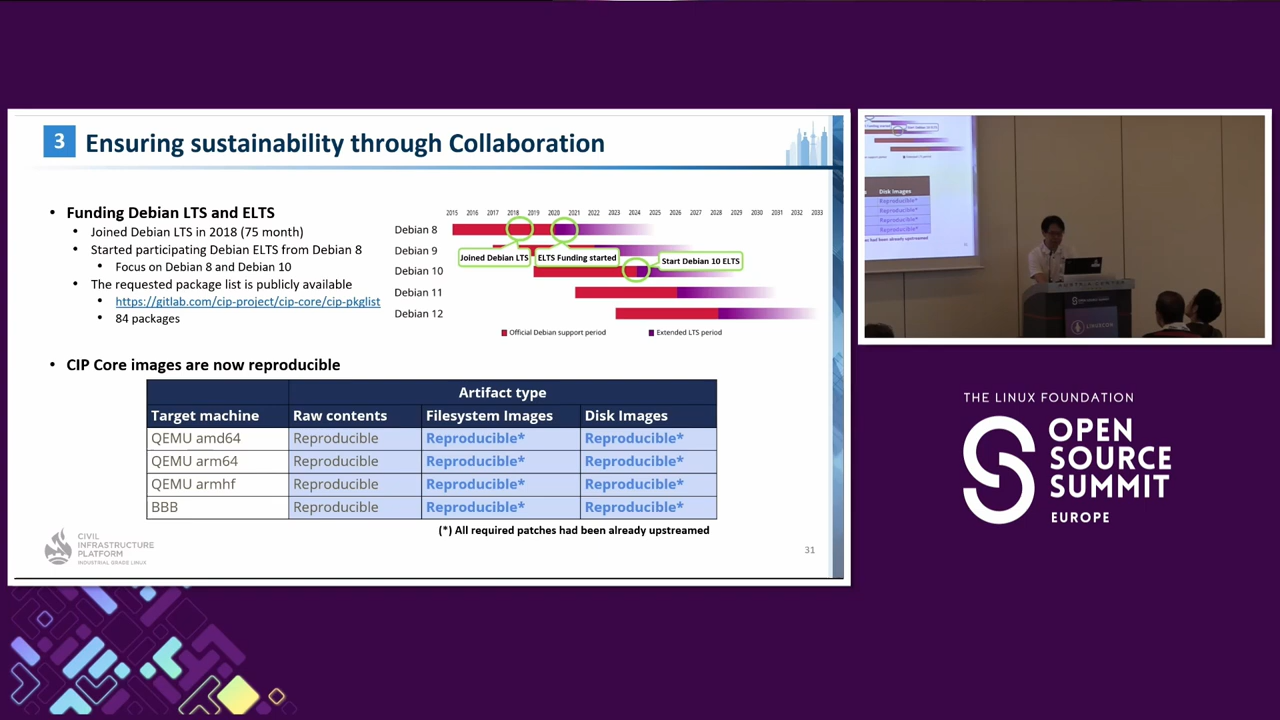 3 Ensuring sustainability through Collaboration
• Funding Debian LTS and ELTS
• Joined Debian LTS in 2018 (75 month)
• Started participating Debian ELTS from Debian 8
• Focus on Debian 8 and Debian 10
• The requested package list is publicly available
• https://gitlab.com/cip-project/cip-core/cip-pkglist
• 84 packages
2015 2016 2017 2018 2019 2020 2021 2022 2023 2024 2025 2026 2027 2028 2029 2030 2031 2032 2033
Debian 8
Debian 9
Joined Debian LTS ELTS Funding started Start Debian 10 ELTS
Debian 10
Debian 11
Debian 12
Official Debian support period Extended LTS period
• CIP Core images are now reproducible
Artifact type
Target machine Raw contents Filesystem Images Disk Images
QEMU amd64 Reproducible Reproducible* Reproducible*
QEMU arm64 Reproducible Reproducible* Reproducible*
QEMU armhf Reproducible Reproducible* Reproducible*
BBB Reproducible Reproducible* Reproducible*
(*) All required patches had been already upstreamed
CIVIL
INFRASTRUCTURE
PLATFORM
INDUSTRIAL GRADE LINUX
31
Disk Images
Reproducible*
Reproducible*
Reproducible*
Reproducible*
THE LINUX FOUNDATION
OPEN
SOURCE
SUMMIT
EUROPE